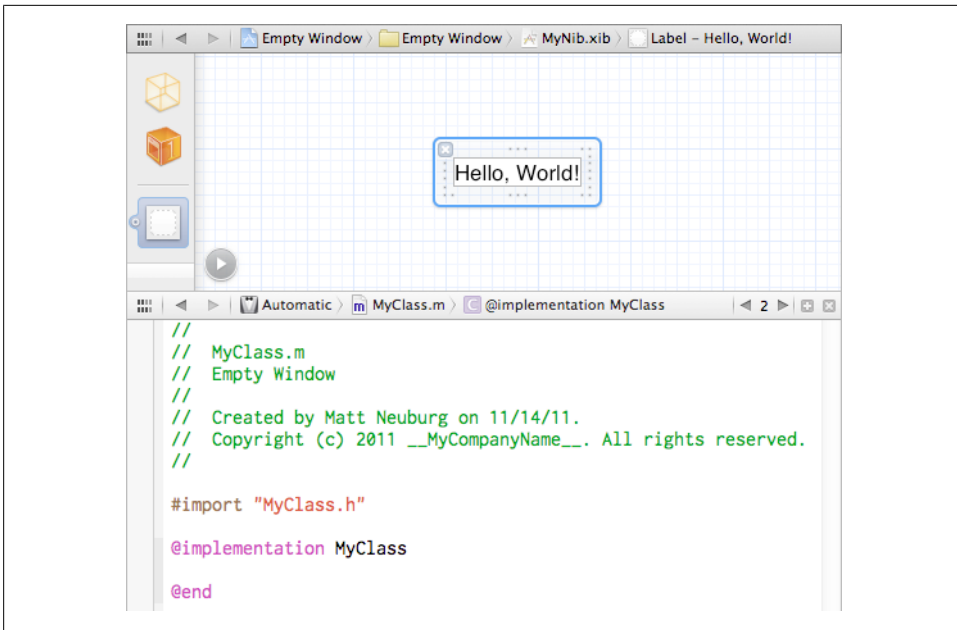 Empty Window 〉 Empty Window 〉 MyNib.xib 〉 Label – Hello, World!
1
Hello, World!
Automatic 〉 m MyClass.m 〉 C @implementation MyClass 2
//
//  MyClass.m
//  Empty Window
//
//  Created by Matt Neuburg on 11/14/11.
//  Copyright (c) 2011 __MyCompanyName__. All rights reserved.
//
#import "MyClass.h"
@implementation MyClass
@end